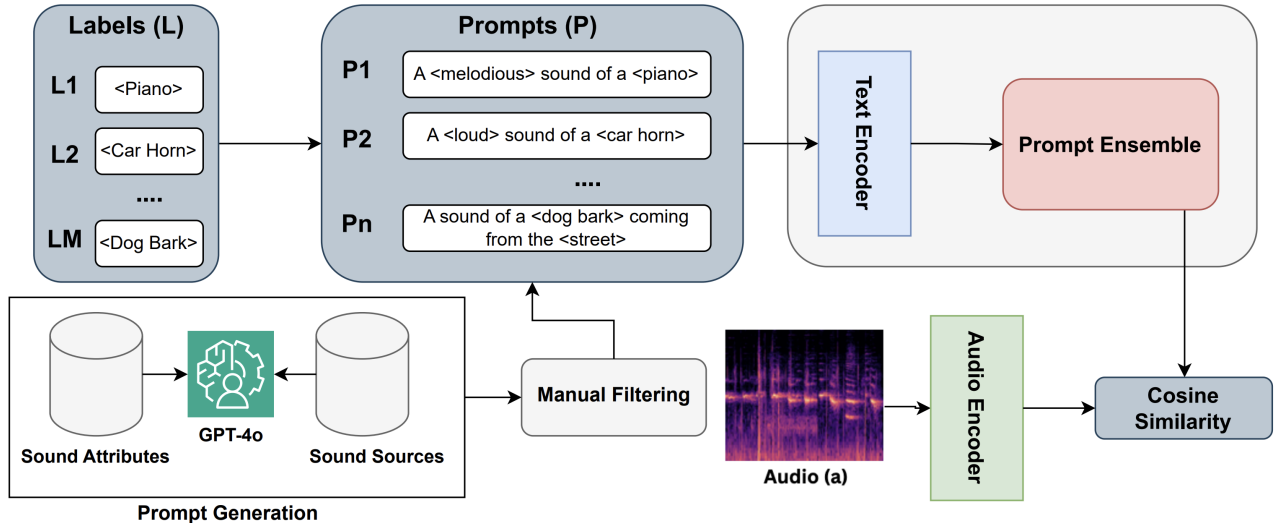 Labels (L)
L1
<Piano>
L2
<Car Horn>
....
LM
<Dog Bark>
Prompts (P)
P1
A <melodious> sound of a <piano>
P2
A <loud> sound of a <car horn>
....
Pn
A sound of a <dog bark> coming
from the <street>
Text Encoder
Prompt Ensemble
Sound Attributes
GPT-4o
Sound Sources
Prompt Generation
Manual Filtering
Audio (a)
Audio Encoder
Cosine
Similarity